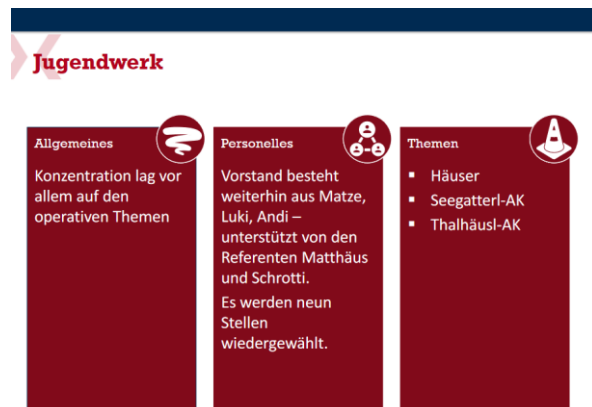 Jugendwerk
Allgemeines
Konzentration lag vor
allem auf den
operativen Themen
Personelles
Vorstand besteht
weiterhin aus Matze,
Luki, Andi –
unterstützt von den
Referenten Matthäus
und Schrotti.
Es werden neun
Stellen
wiedergewählt.
Themen
▪ Häuser
▪ Seegatterl-AK
▪ Thalhäusl-AK